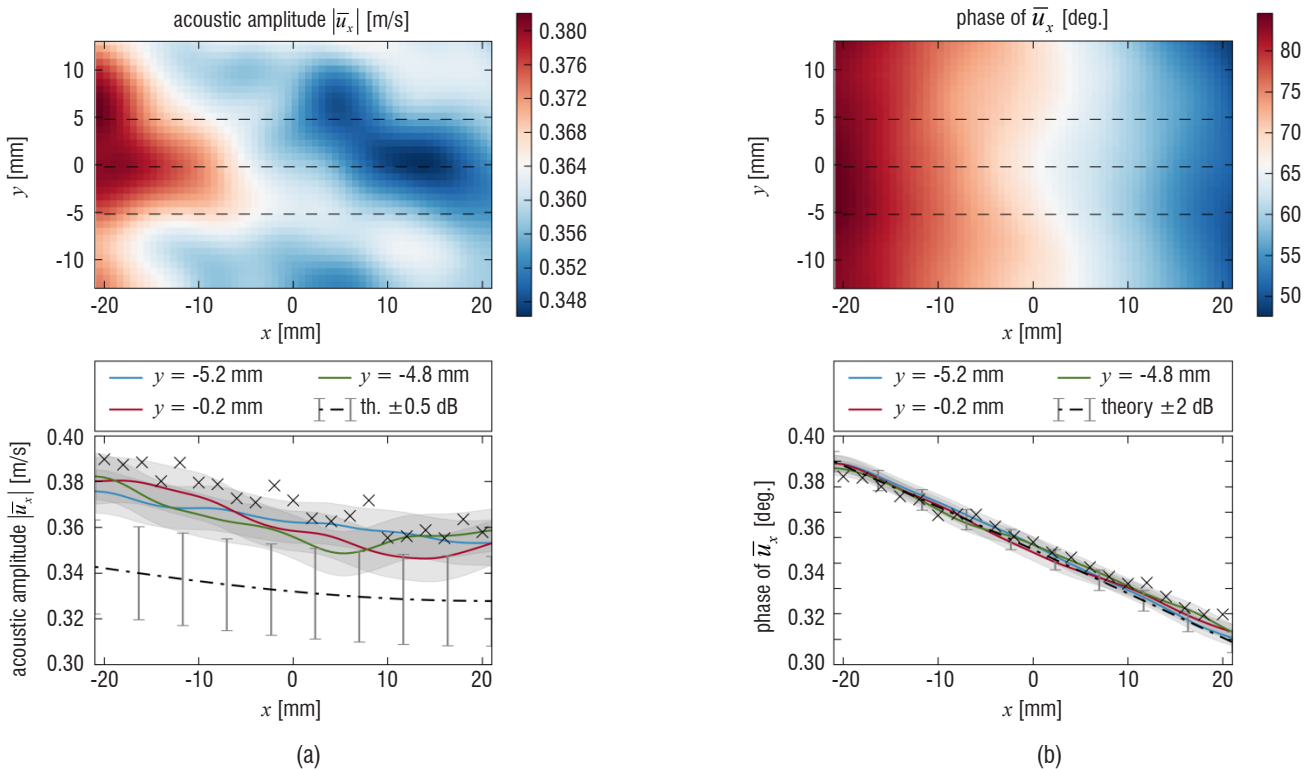 acoustic amplitude |u̅ₓ| [m/s]
10
5
0
-5
-10
y [mm]
-20 -10 0 10 20
x [mm]
0.380
0.376
0.372
0.368
0.364
0.360
0.356
0.352
0.348
phase of u̅ₓ [deg.]
10
5
0
-5
-10
y [mm]
-20 -10 0 10 20
x [mm]
80
75
70
65
60
55
50
y = -5.2 mm y = -4.8 mm
y = -0.2 mm th. ±0.5 dB
0.40
0.38
0.36
0.34
0.32
0.30
acoustic amplitude |u̅ₓ| [m/s]
-20 -10 0 10 20
x [mm]
(a)
y = -5.2 mm y = -4.8 mm
y = -0.2 mm theory ±2 dB
0.40
0.38
0.36
0.34
0.32
0.30
phase of u̅ₓ [deg.]
-20 -10 0 10 20
x [mm]
(b)